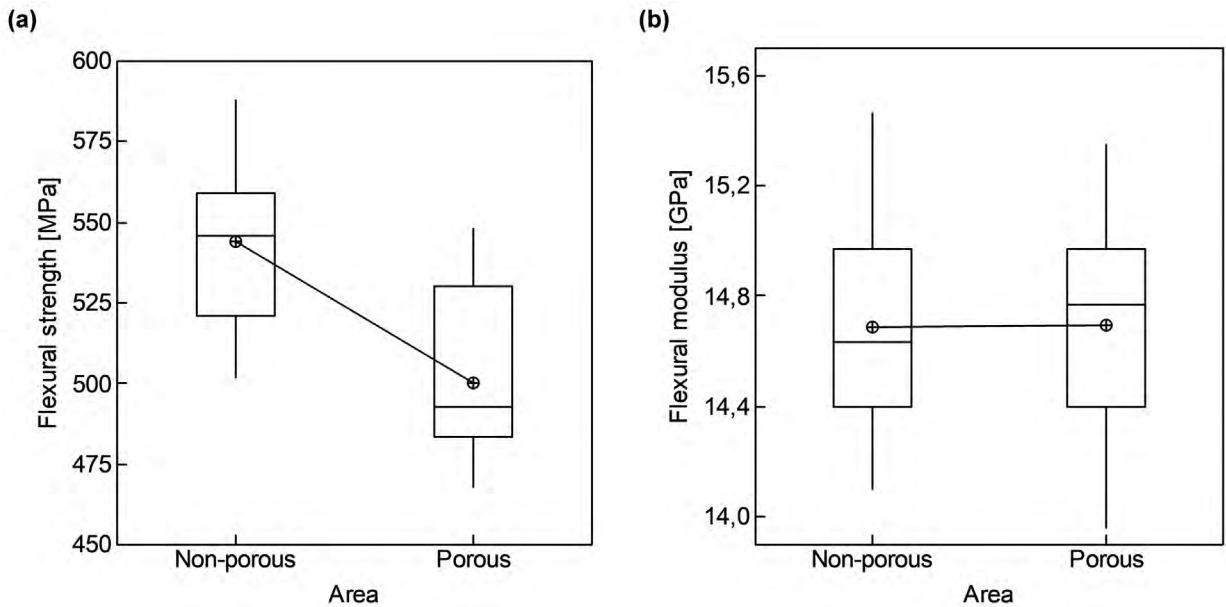 (a)
Flexural strength [MPa]
600
575
550
525
500
475
450
Non-porous
Porous
Area
(b)
Flexural modulus [GPa]
15,6
15,2
14,8
14,4
14,0
Non-porous
Porous
Area